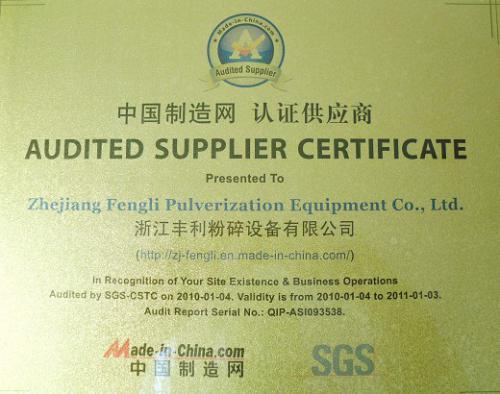 Made-in-China.com
Audited Supplier
中国制造网 认证供应商
AUDITED SUPPLIER CERTIFICATE
Presented To
Zhejiang Fengli Pulverization Equipment Co., Ltd.
浙江丰利粉碎设备有限公司
(http://zj-fengli.en.made-in-china.com/)
in Recognition of Your Site Existence & Business Operations
Audited by SGS-CSTC on 2010-01-04. Validity is from 2010-01-04 to 2011-01-03.
Audit Report Serial No.: QIP-ASI093538.
Made-in-China.com
中国制造网
SGS